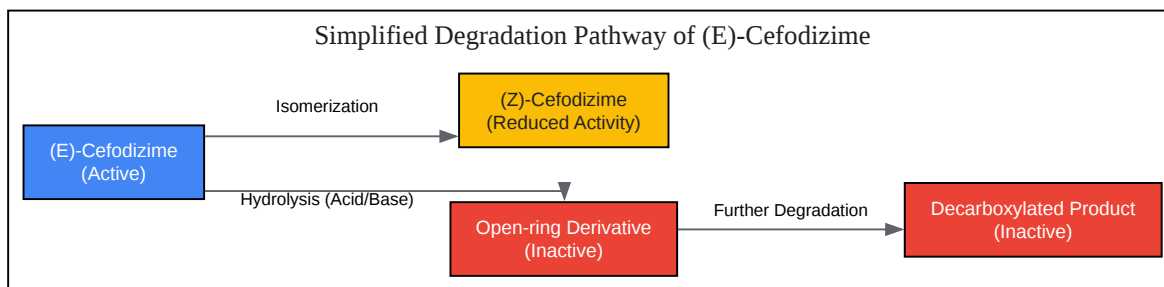 Simplified Degradation Pathway of (E)-Cefodizime
Isomerization
(Z)-Cefodizime
(Reduced Activity)
(E)-Cefodizime
(Active)
Hydrolysis (Acid/Base)
Open-ring Derivative
(Inactive)
Further Degradation
Decarboxylated Product
(Inactive)